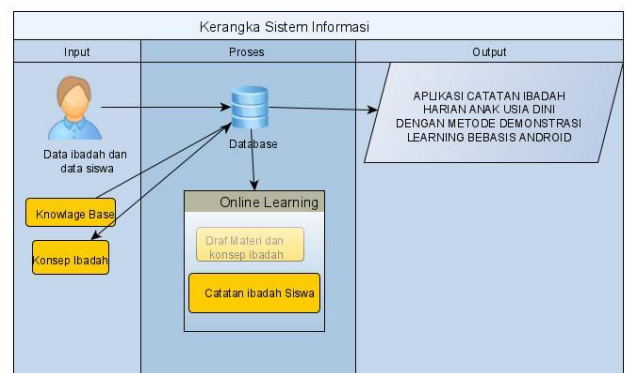 Kerangka Sistem Informasi
Input
Proses
Output
Data ibadah dan
data siswa
Knowlage Base
Konsep Ibadah
Database
Online Learning
Draf Materi dan
konsep ibadah
Catatan ibadah Siswa
APLIKASI CATATAN IBADAH
HARIAN ANAK USIA DINI
DENGAN METODE DEMONSTRASI
LEARNING BEBASIS ANDROID